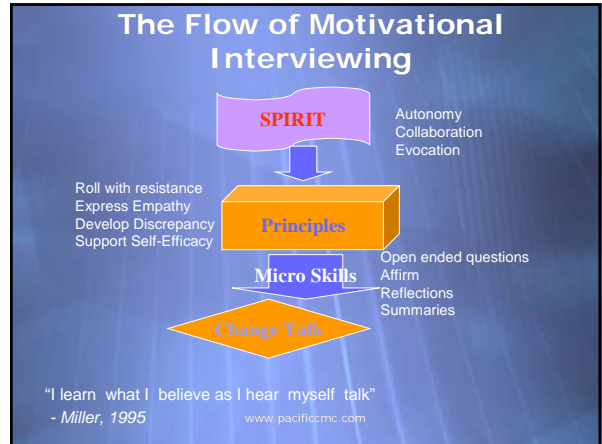 The Flow of Motivational
Interviewing
SPIRIT
Autonomy
Collaboration
Evocation
Roll with resistance
Express Empathy
Develop Discrepancy
Support Self-Efficacy
Principles
Micro Skills
Open ended questions
Affirm
Reflections
Summaries
Change Talk
“I learn what I believe as I hear myself talk”
- Miller, 1995
www.pacificcmc.com